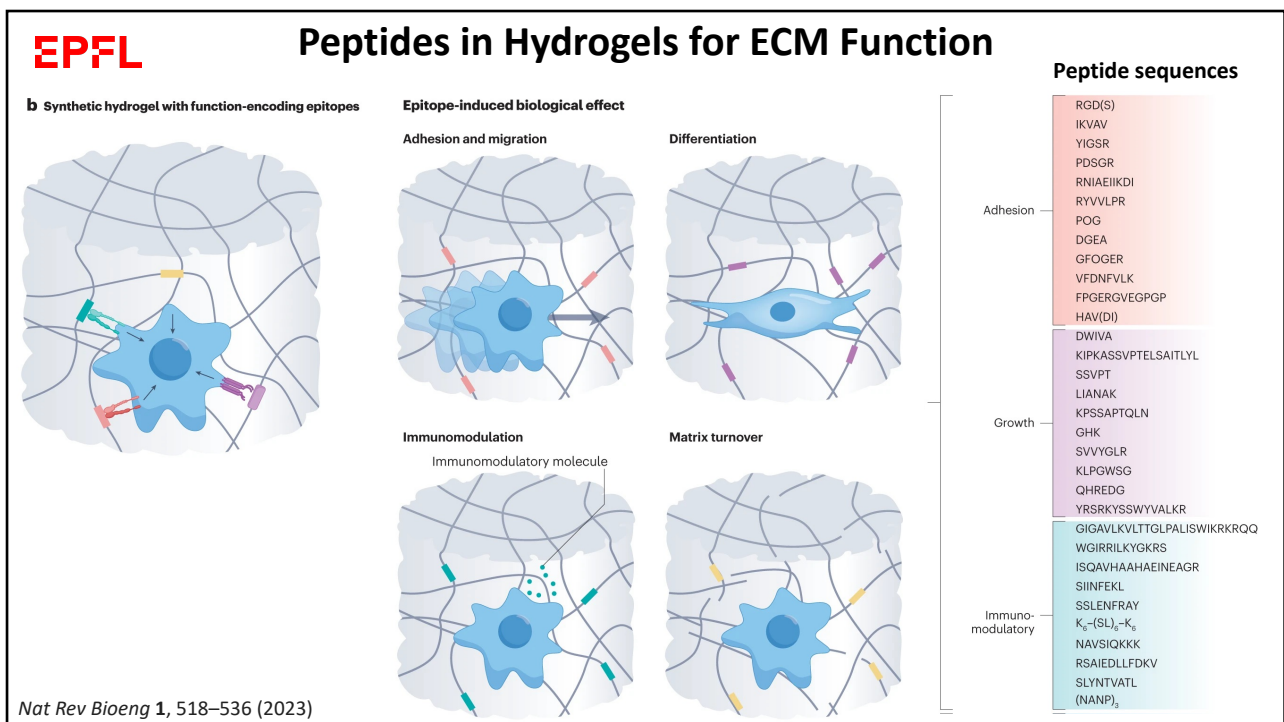 EPFL
Peptides in Hydrogels for ECM Function
Peptide sequences
b Synthetic hydrogel with function-encoding epitopes
Epitope-induced biological effect
Adhesion and migration
Differentiation
Immunomodulation
Immunomodulatory molecule
Matrix turnover
Adhesion
RGD(S)
IKVAV
YIGSR
PDSGR
RNIAEIIKDI
RYVVLPR
POG
DGEA
GFOGER
VFDNFVLK
FPGERGVEGPGP
HAV(DI)
Growth
DWIVA
KIPKASSVPTELSAITLYL
SSVPT
LIANAK
KPSSAPTQLN
GHK
SVVYGLR
KLPGWSG
QHREDG
YRSRKYSSWYVALKR
Immuno-
modulatory
GIGAVLKVLTTGLPALISWIKRKRQQ
WGIRRILKYGKRS
ISQAVHAAHAEINEAGR
SIINFEKL
SSLENFRAY
K₆–(SL)₆–K₆
NAVSIQKKK
RSAIEDLLFDKV
SLYNTVATL
(NANP)₃
Nat Rev Bioeng 1, 518–536 (2023)